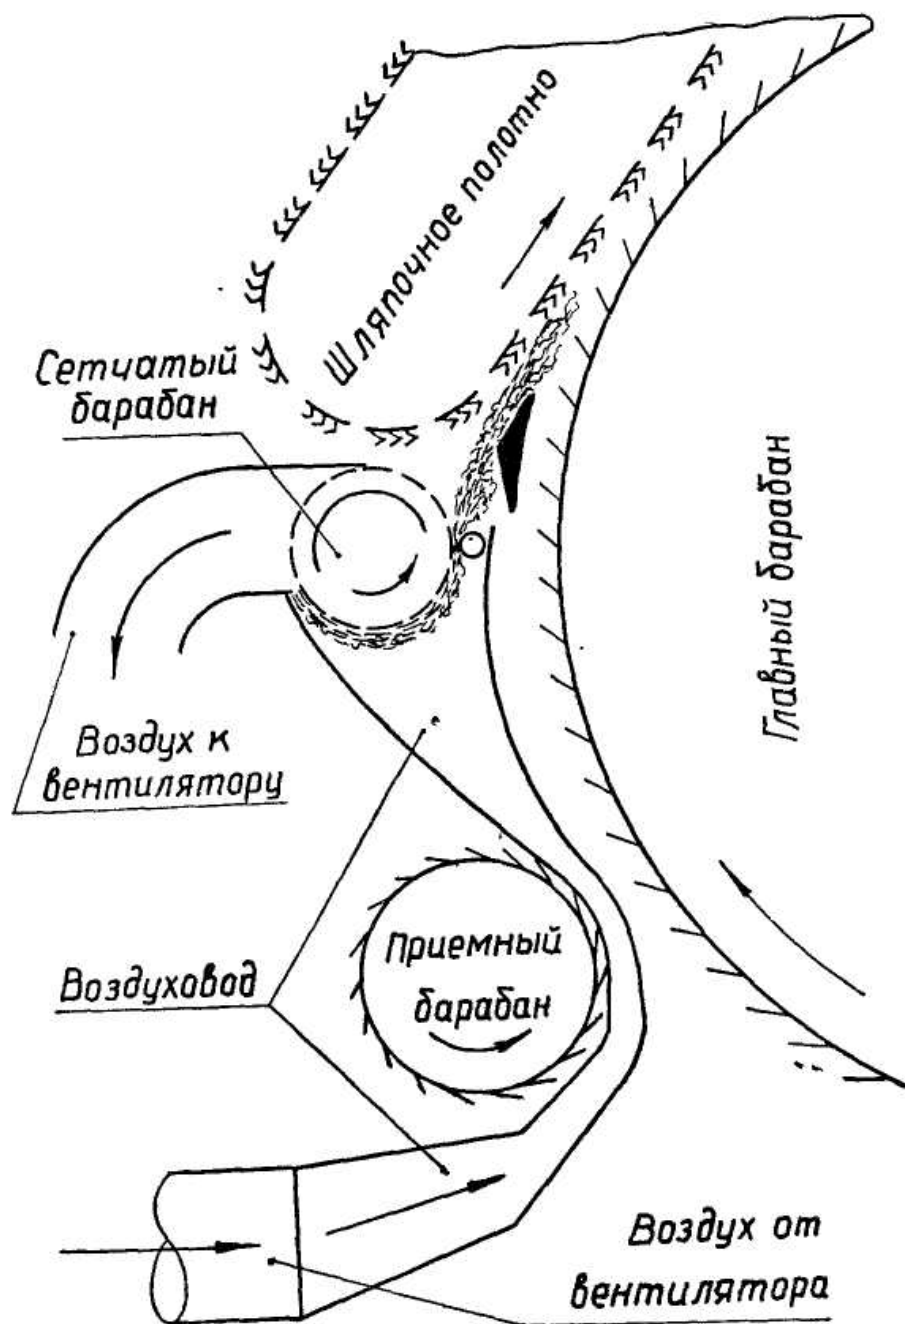 Шляпочное полотно
Сетчатый
барабан
Главный барабан
Воздух к
вентилятору
Приемный
барабан
Воздуховод
Воздух от
вентилятора